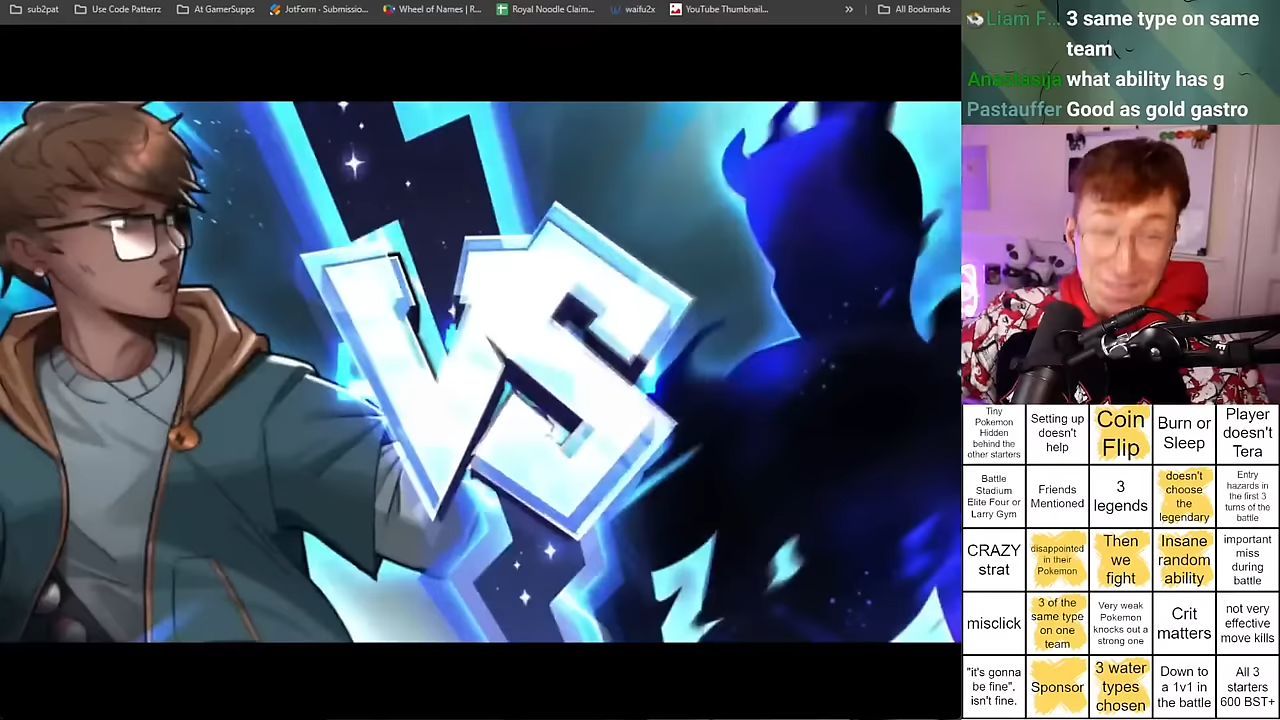 sub2pat
Use Code Patterrz
At GamerSupps
JotForm · Submissio...
Wheel of Names | R...
Royal Noodle Claim...
waifu2x
YouTube Thumbnail...
»
All Bookmarks
Liam F... 3 same type on same
team
Anastasija what ability has g
Pastauffer Good as gold gastro
VS
Tiny
Pokemon
Hidden
behind the
other starters
Setting up
doesn't
help
Coin
Flip
Burn or
Sleep
Player
doesn't
Tera
Battle
Stadium
Elite Four or
Larry Gym
Friends
Mentioned
3
legends
doesn't
choose
the
legendary
Entry
hazards in
the first 3
turns of the
battle
CRAZY
strat
disappointed
in their
Pokemon
Then
we
fight
Insane
random
ability
important
miss
during
battle
misclick
3 of the
same type
on one
team
Very weak
Pokemon
knocks out a
strong one
Crit
matters
not very
effective
move kills
"it's gonna
be fine".
isn't fine.
Sponsor
3 water
types
chosen
Down to
a 1v1 in
the battle
All 3
starters
600 BST+